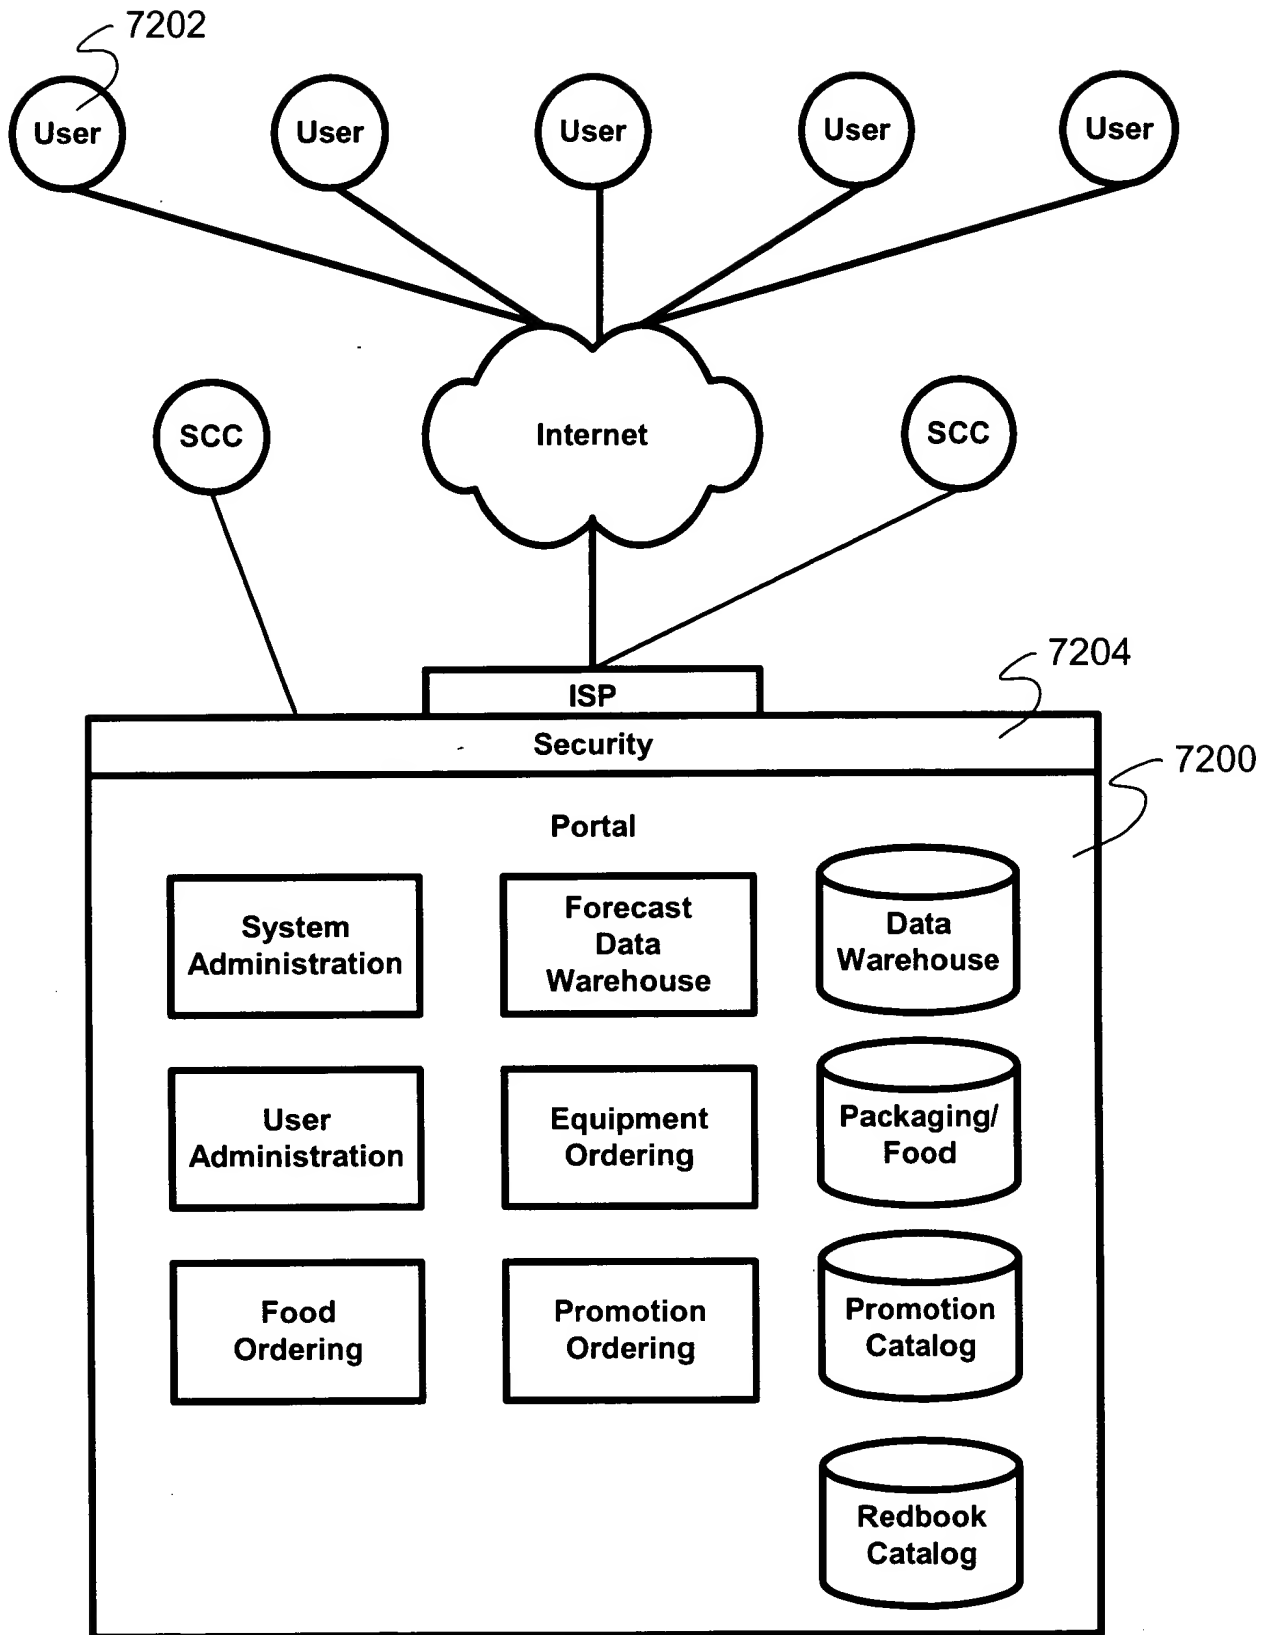 7202
User
User
User
User
User
SCC
Internet
SCC
7204
ISP
Security
7200
Portal
System
Administration
Forecast
Data
Warehouse
Data
Warehouse
User
Administration
Equipment
Ordering
Packaging/
Food
Food
Ordering
Promotion
Ordering
Promotion
Catalog
Redbook
Catalog